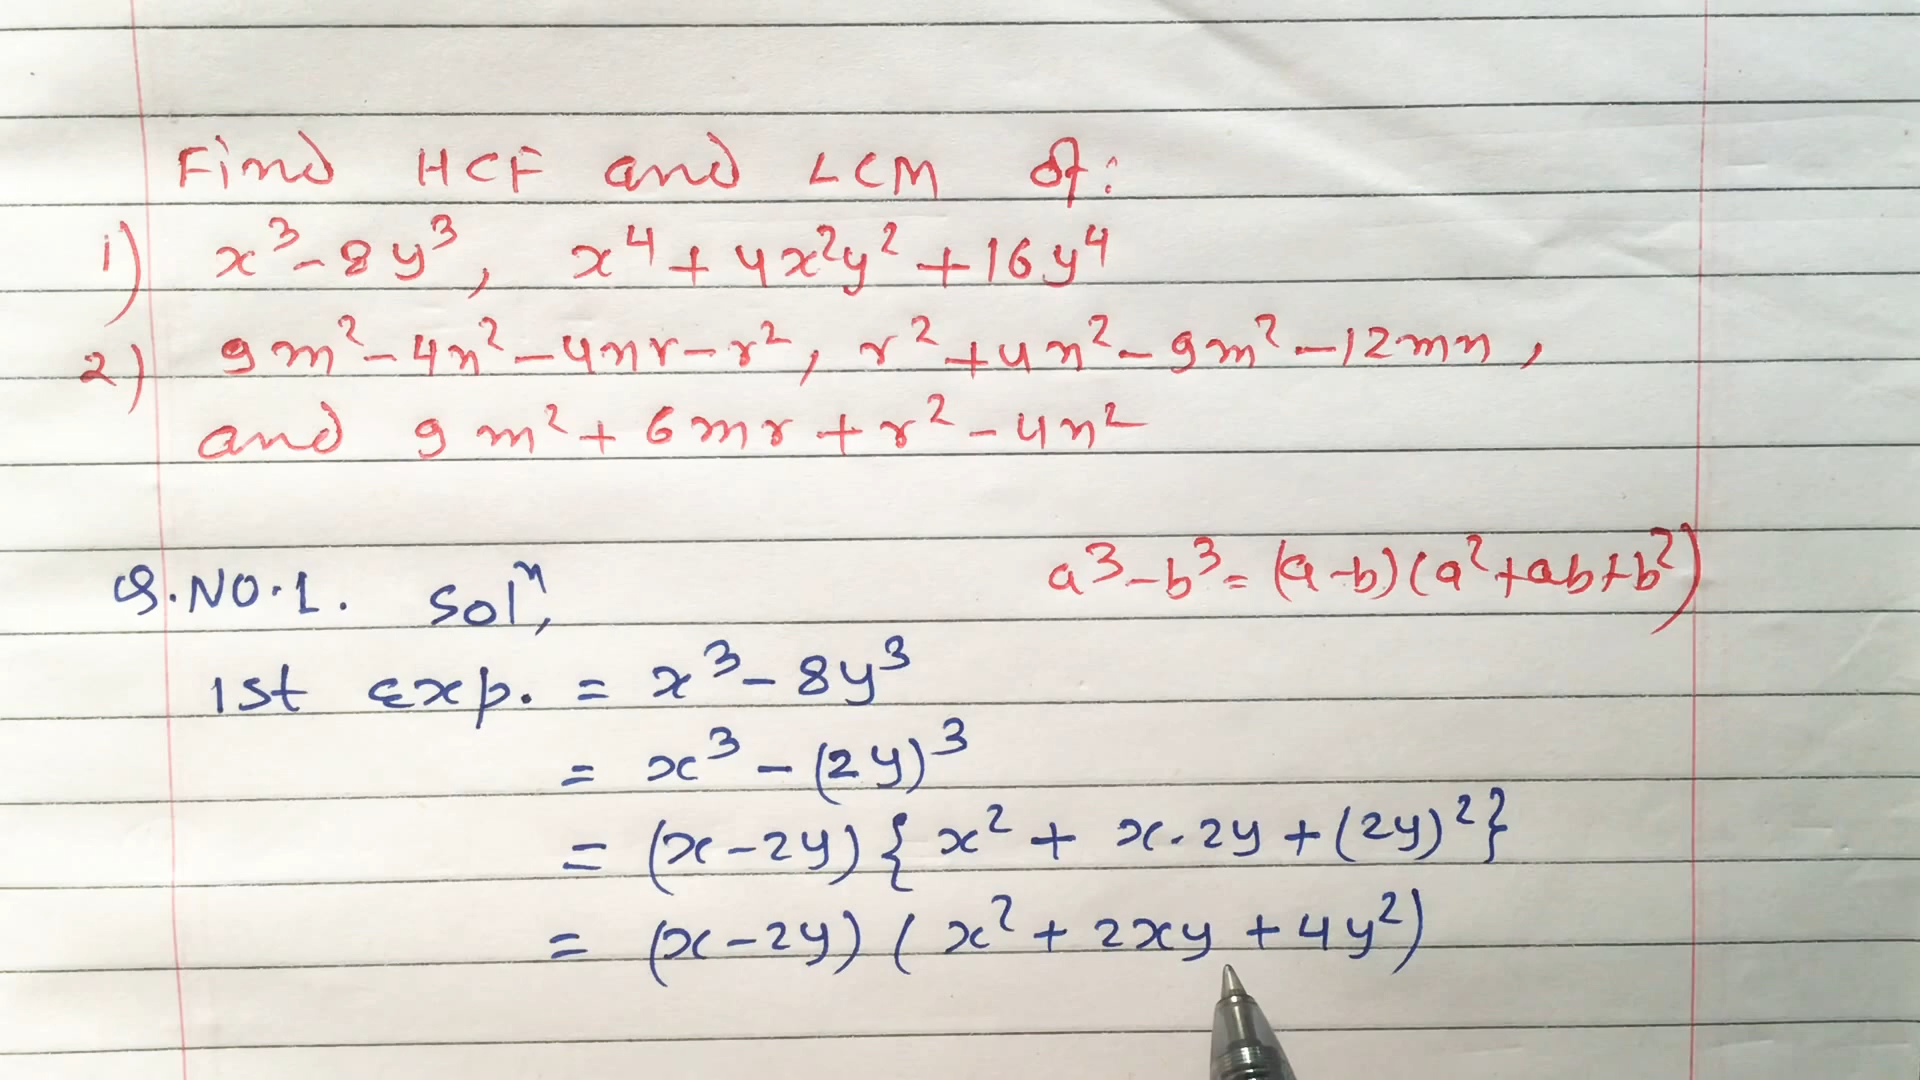 Find HCF and LCM of:
1) x³-8y³, x⁴+4x²y²+16y⁴
2) 9m²-4n²-4nr-r², r²+4n²-9m²-12mn,
and 9m²+6mr+r²-4n²
Q.NO.1. Solⁿ, a³-b³=(a-b)(a²+ab+b²)
1st exp. = x³-8y³
= x³-(2y)³
= (x-2y){x²+ x.2y+(2y)²}
= (x-2y)(x²+2xy+4y²)